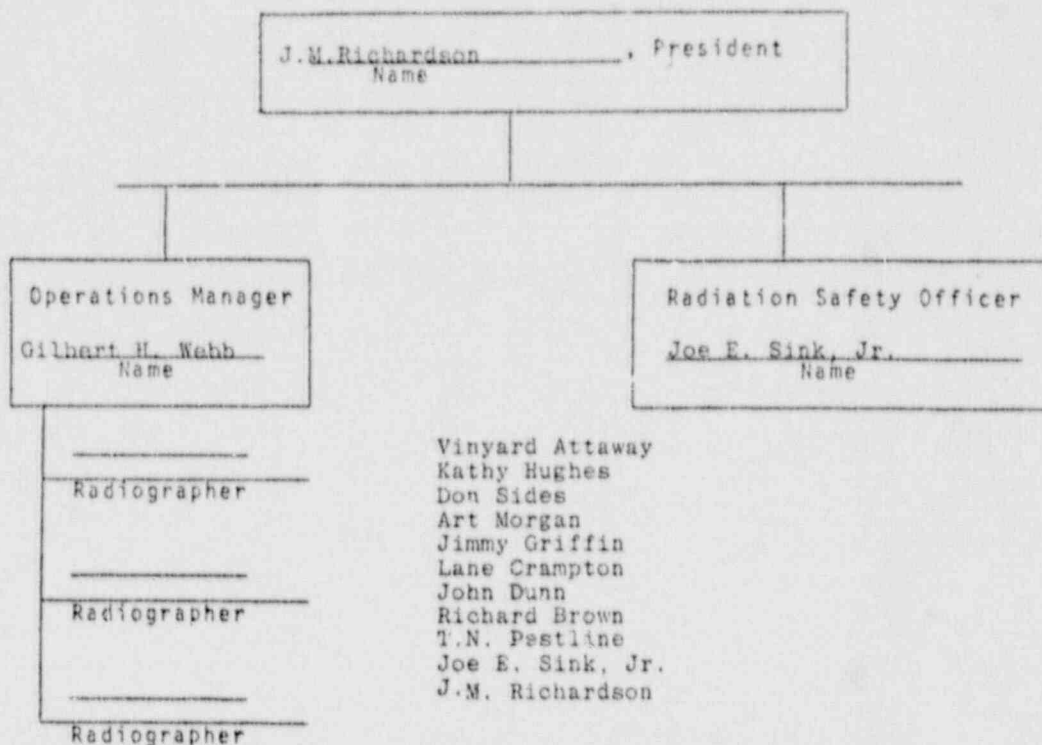 J.M.Richardson, President
Name
Operations Manager
Gilbert H. Webb
Name
Radiation Safety Officer
Joe E. Sink, Jr.
Name
Radiographer
Radiographer
Radiographer
Vinyard Attaway
Kathy Hughes
Don Sides
Art Morgan
Jimmy Griffin
Lane Crampton
John Dunn
Richard Brown
T.N. Pestline
Joe E. Sink, Jr.
J.M. Richardson